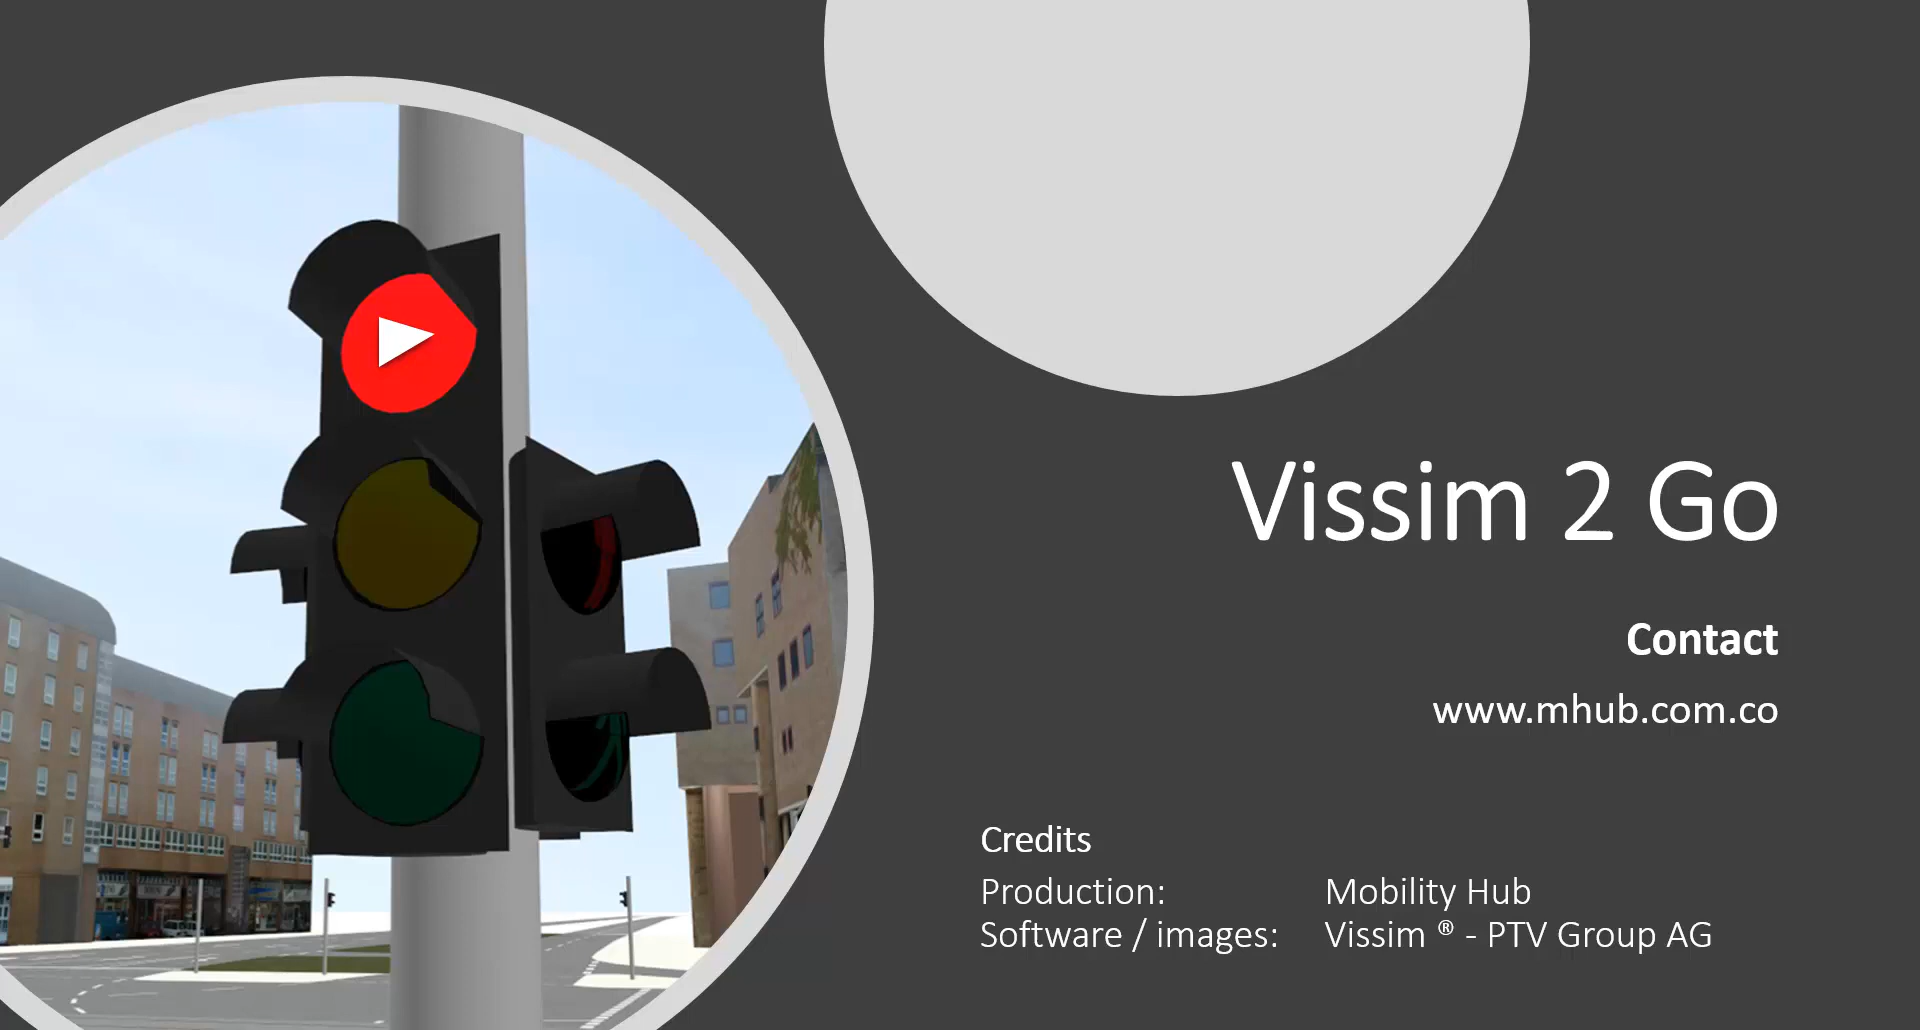 Vissim 2 Go
Contact
www.mhub.com.co
Credits
Production: Mobility Hub
Software / images: Vissim ® - PTV Group AG